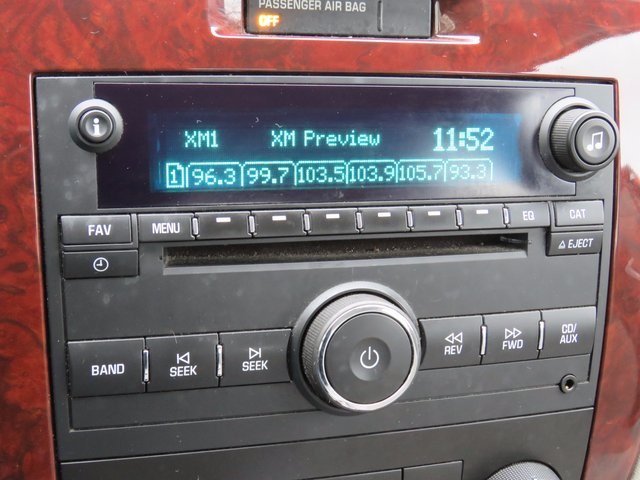 PASSENGER AIR BAG
OFF
XM1 XM Preview 11:52
1 96.3 99.7 103.5 103.9 105.7 93.3
i
FAV MENU EQ CAT
EJECT
BAND SEEK SEEK REV FWD CD/
AUX